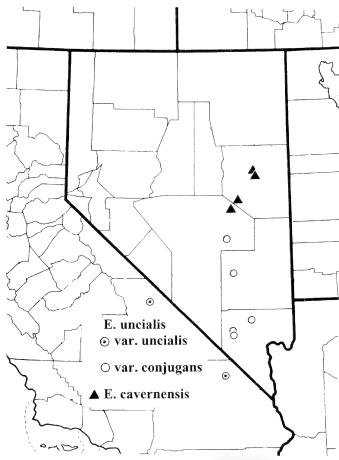 E. uncialis
var. uncialis
var. conjugans
E. cavernensis